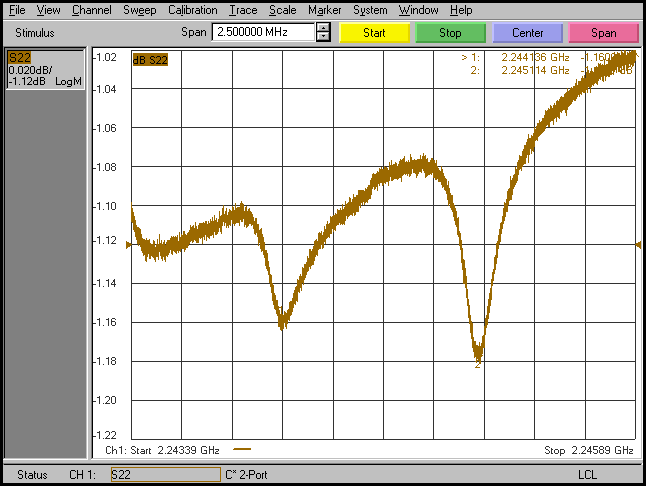 File View Channel Sweep Calibration Trace Scale Marker System Window Help
Stimulus Span 2.500000 MHz Start Stop Center Span
S22
0.020dB/
-1.12dB LogM
dB S22
> 1: 2.244136 GHz
2: 2.245114 GHz
-1.02
-1.04
-1.06
-1.08
-1.10
-1.12
-1.14
-1.16
-1.18
-1.20
-1.22
2
Ch1: Start 2.24339 GHz Stop 2.24589 GHz
Status CH 1: S22 C* 2-Port LCL